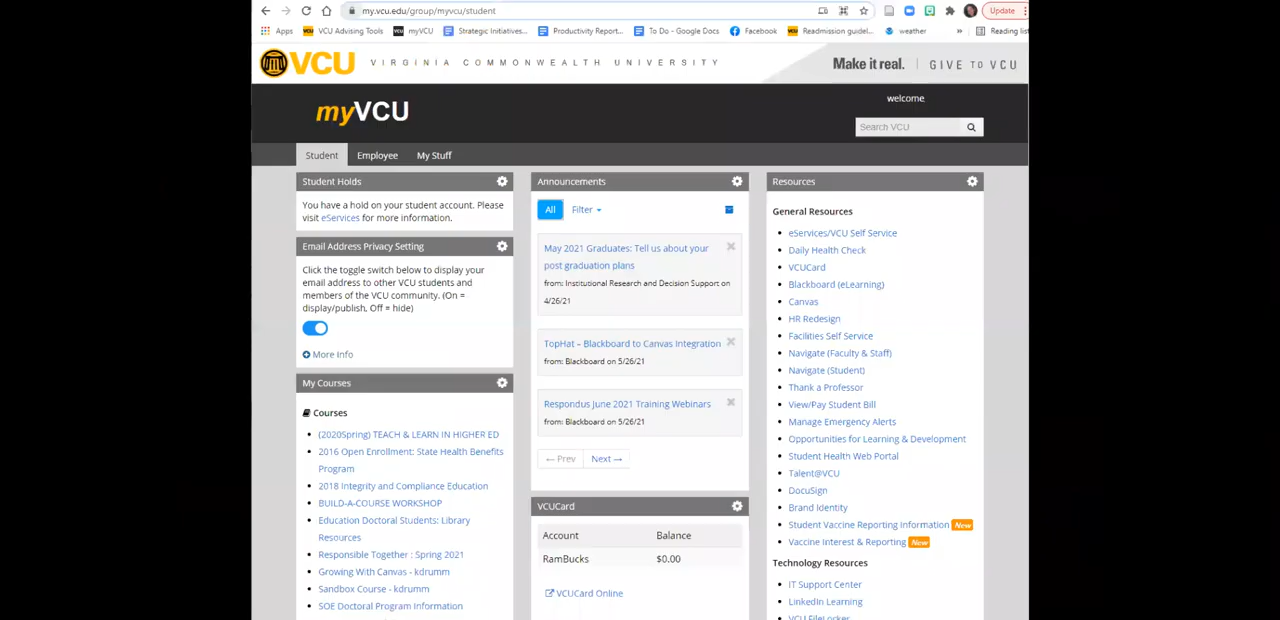 my.vcu.edu/group/myvcu/student
Update
Apps
VCU Advising Tools
myVCU
Strategic Initiatives...
Productivity Report...
To Do - Google Docs
Facebook
Readmission guidel...
weather
»
Reading list
VCU VIRGINIA COMMONWEALTH UNIVERSITY
Make it real. GIVE TO VCU
myVCU
welcome
Search VCU
Student Employee My Stuff
Student Holds
You have a hold on your student account. Please
visit eServices for more information.
Email Address Privacy Setting
Click the toggle switch below to display your
email address to other VCU students and
members of the VCU community. (On =
display/publish, Off = hide)
More Info
My Courses
Courses
(2020Spring) TEACH & LEARN IN HIGHER ED
2016 Open Enrollment: State Health Benefits
Program
2018 Integrity and Compliance Education
BUILD-A-COURSE WORKSHOP
Education Doctoral Students: Library
Resources
Responsible Together : Spring 2021
Growing With Canvas - kdrumm
Sandbox Course - kdrumm
SOE Doctoral Program Information
Announcements
All Filter
May 2021 Graduates: Tell us about your
post graduation plans
from: Institutional Research and Decision Support on
4/26/21
TopHat – Blackboard to Canvas Integration
from: Blackboard on 5/26/21
Respondus June 2021 Training Webinars
from: Blackboard on 5/26/21
← Prev Next →
VCUCard
Account Balance
RamBucks $0.00
VCUCard Online
Resources
General Resources
eServices/VCU Self Service
Daily Health Check
VCUCard
Blackboard (eLearning)
Canvas
HR Redesign
Facilities Self Service
Navigate (Faculty & Staff)
Navigate (Student)
Thank a Professor
View/Pay Student Bill
Manage Emergency Alerts
Opportunities for Learning & Development
Student Health Web Portal
Talent@VCU
DocuSign
Brand Identity
Student Vaccine Reporting Information New
Vaccine Interest & Reporting New
Technology Resources
IT Support Center
LinkedIn Learning
VCU FileLocker